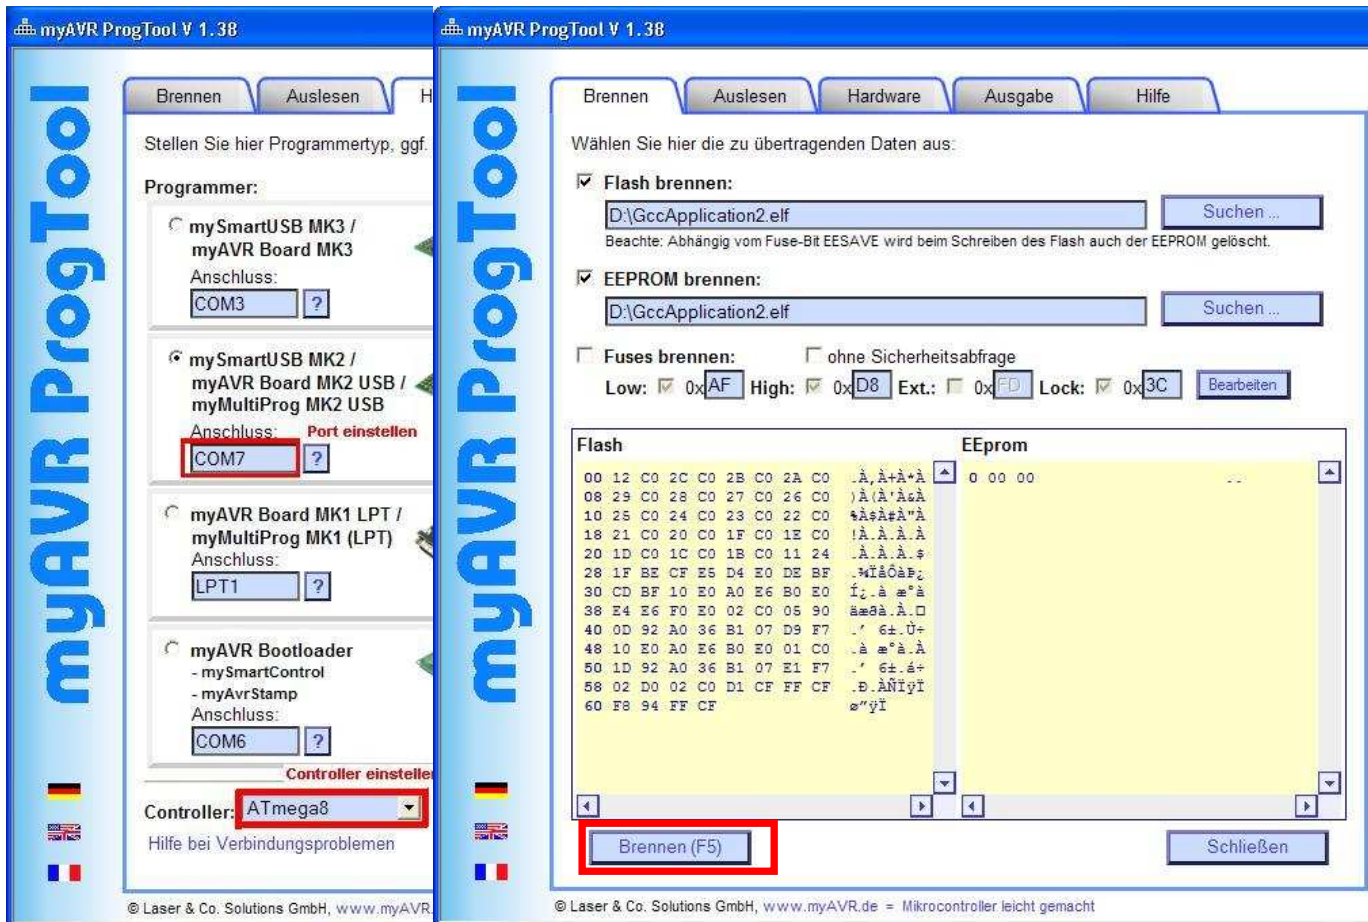 myAVR ProgTool V 1.38
myAVR ProgTool
Brennen Auslesen H
Stellen Sie hier Programmertyp, ggf.
Programmer:
mySmartUSB MK3 /
myAVR Board MK3
Anschluss:
COM3 ?
mySmartUSB MK2 /
myAVR Board MK2 USB /
myMultiProg MK2 USB
Anschluss: Port einstellen
COM7 ?
myAVR Board MK1 LPT /
myMultiProg MK1 (LPT)
Anschluss:
LPT1 ?
myAVR Bootloader
- mySmartControl
- myAvrStamp
Anschluss:
COM6 ?
Controller einstellen
Controller: ATmega8
Hilfe bei Verbindungsproblemen
© Laser & Co. Solutions GmbH, www.myAVR.
myAVR ProgTool V 1.38
myAVR ProgTool
Brennen Auslesen Hardware Ausgabe Hilfe
Wählen Sie hier die zu übertragenden Daten aus:
Flash brennen:
D:\GccApplication2.elf Suchen ...
Beachte: Abhängig vom Fuse-Bit EESAVE wird beim Schreiben des Flash auch der EEPROM gelöscht.
EEPROM brennen:
D:\GccApplication2.elf Suchen ...
Fuses brennen: ohne Sicherheitsabfrage
Low: 0xAF High: 0xD8 Ext.: 0xFD Lock: 0x3C Bearbeiten
Flash EEprom
00 12 C0 2C C0 2B C0 2A C0 .À,À+À*À 0 00 00 ..
08 29 C0 28 C0 27 C0 26 C0 )À(À'À&À
10 25 C0 24 C0 23 C0 22 C0 %À$À#À"À
18 21 C0 20 C0 1F C0 1E C0 !À.À.À.À
20 1D C0 1C C0 1B C0 11 24 .À.À.À.$
28 1F BE CF E5 D4 E0 DE BF .¾ÏåÔàÞ¿
30 CD BF 10 E0 A0 E6 B0 E0 Í¿.à æ°à
38 E4 E6 F0 E0 02 C0 05 90 äæðà.À.□
40 0D 92 A0 36 B1 07 D9 F7 .’ 6±.Ù÷
48 10 E0 A0 E6 B0 E0 01 C0 .à æ°à.À
50 1D 92 A0 36 B1 07 E1 F7 .’ 6±.á÷
58 02 D0 02 C0 D1 CF FF CF .Ð.ÀÑÏÿÏ
60 F8 94 FF CF ø”ÿÏ
Brennen (F5) Schließen
© Laser & Co. Solutions GmbH, www.myAVR.de = Mikrocontroller leicht gemacht